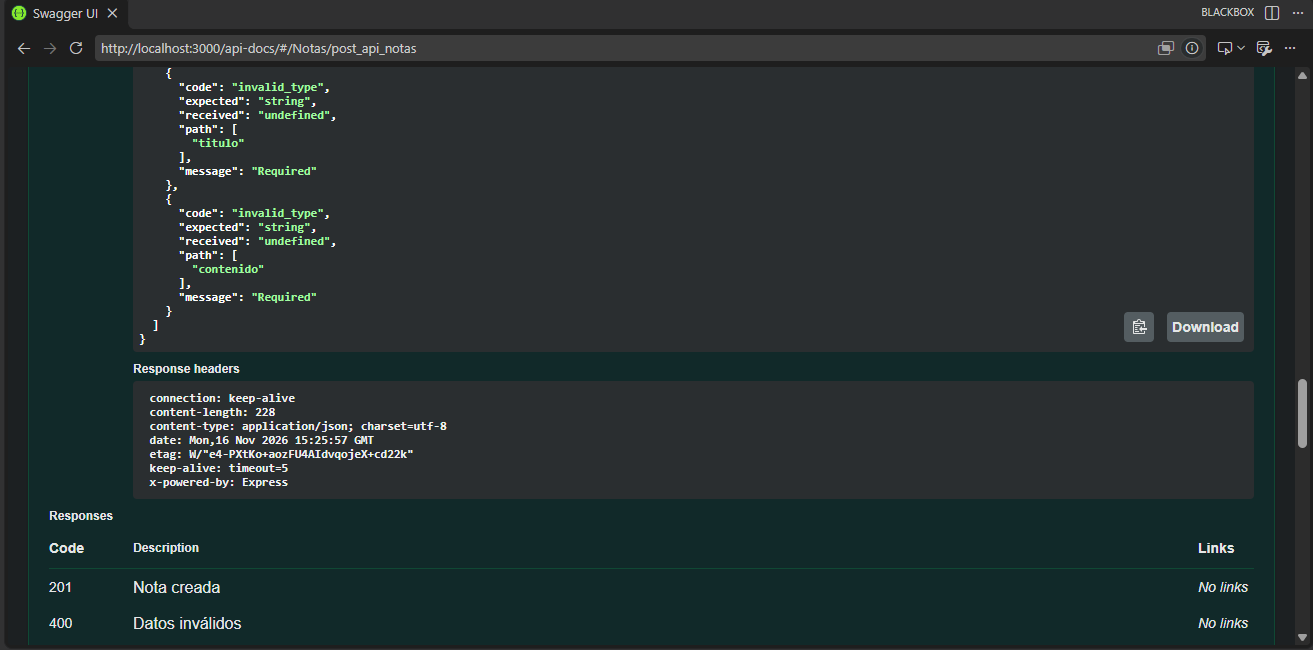 Swagger UI
BLACKBOX
http://localhost:3000/api-docs/#/Notas/post_api_notas
{
"code": "invalid_type",
"expected": "string",
"received": "undefined",
"path": [
"titulo"
],
"message": "Required"
},
{
"code": "invalid_type",
"expected": "string",
"received": "undefined",
"path": [
"contenido"
],
"message": "Required"
}
]
}
Download
Response headers
connection: keep-alive
content-length: 228
content-type: application/json; charset=utf-8
date: Mon,16 Nov 2026 15:25:57 GMT
etag: W/"e4-PXtKo+aozFU4AIdvqojeX+cd22k"
keep-alive: timeout=5
x-powered-by: Express
Responses
Code Description Links
201 Nota creada No links
400 Datos inválidos No links